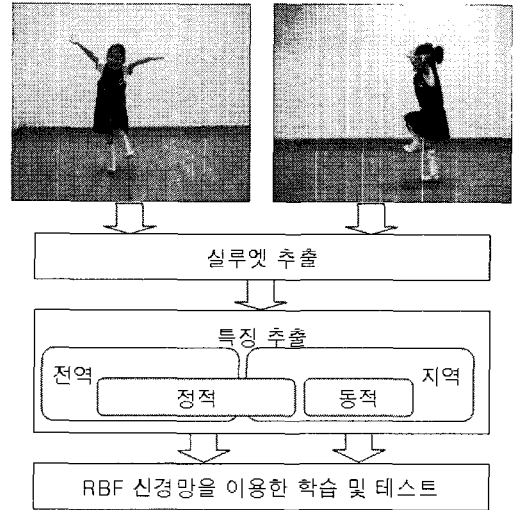 실루엣 추출
특징 추출
전역
지역
정적
동적
RBF 신경망을 이용한 학습 및 테스트